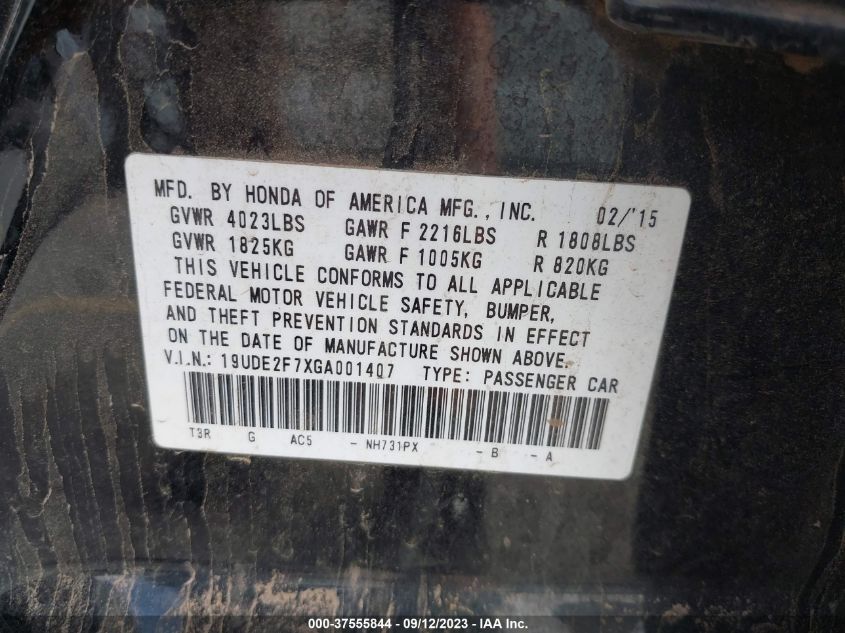 MFD. BY HONDA OF AMERICA MFG., INC. 02/'15
GVWR 4023LBS GAWR F 2216LBS R 1808LBS
GVWR 1825KG GAWR F 1005KG R 820KG
THIS VEHICLE CONFORMS TO ALL APPLICABLE
FEDERAL MOTOR VEHICLE SAFETY, BUMPER,
AND THEFT PREVENTION STANDARDS IN EFFECT
ON THE DATE OF MANUFACTURE SHOWN ABOVE.
V.I.N.: 19UDE2F7XGA001407 TYPE: PASSENGER CAR
T3R G AC5 - NH731PX - B - A
000-37555844 - 09/12/2023 - IMPACT, INC.